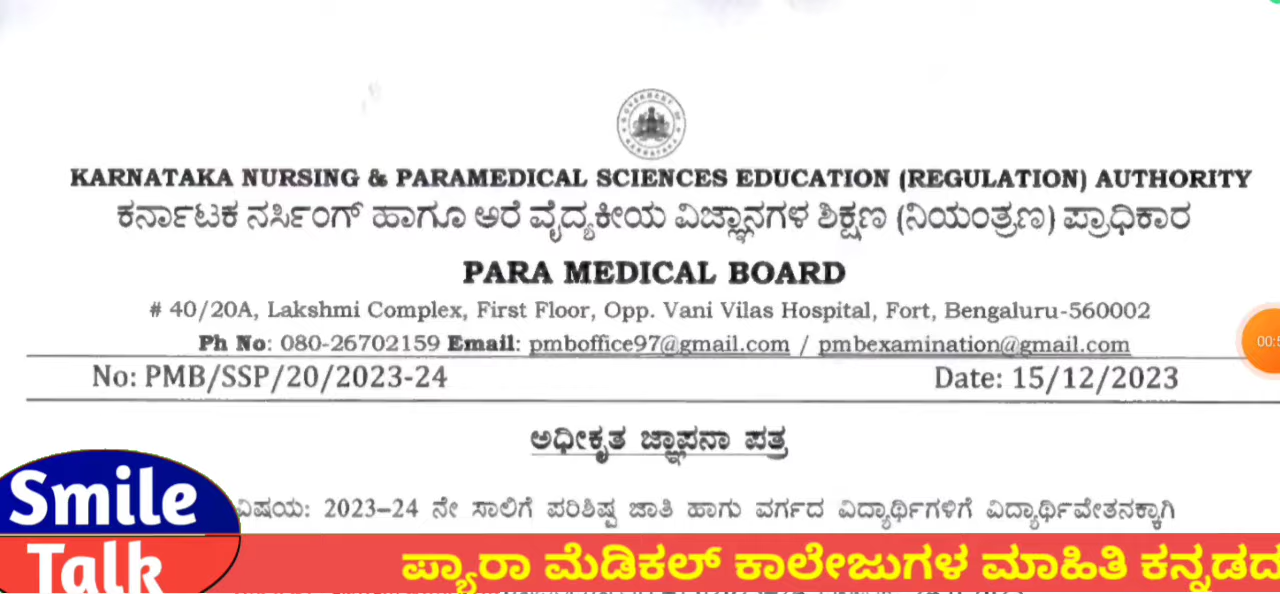 KARNATAKA NURSING & PARAMEDICAL SCIENCES EDUCATION (REGULATION) AUTHORITY
ಕರ್ನಾಟಕ ನರ್ಸಿಂಗ್ ಹಾಗೂ ಅರೆ ವೈದ್ಯಕೀಯ ವಿಜ್ಞಾನಗಳ ಶಿಕ್ಷಣ (ನಿಯಂತ್ರಣ) ಪ್ರಾಧಿಕಾರ
PARA MEDICAL BOARD
# 40/20A, Lakshmi Complex, First Floor, Opp. Vani Vilas Hospital, Fort, Bengaluru-560002
Ph No: 080-26702159 Email: pmboffice97@gmail.com / pmbexamination@gmail.com
No: PMB/SSP/20/2023-24 Date: 15/12/2023
ಅಧೀಕೃತ ಜ್ಞಾಪನಾ ಪತ್ರ
ವಿಷಯ: 2023–24 ನೇ ಸಾಲಿಗೆ ಪರಿಶಿಷ್ಟ ಜಾತಿ ಹಾಗು ವರ್ಗದ ವಿದ್ಯಾರ್ಥಿಗಳಿಗೆ ವಿದ್ಯಾರ್ಥಿವೇತನಕ್ಕಾಗಿ
Smile
Talk
ಪ್ಯಾರಾ ಮೆಡಿಕಲ್ ಕಾಲೇಜುಗಳ ಮಾಹಿತಿ ಕನ್ನಡದ